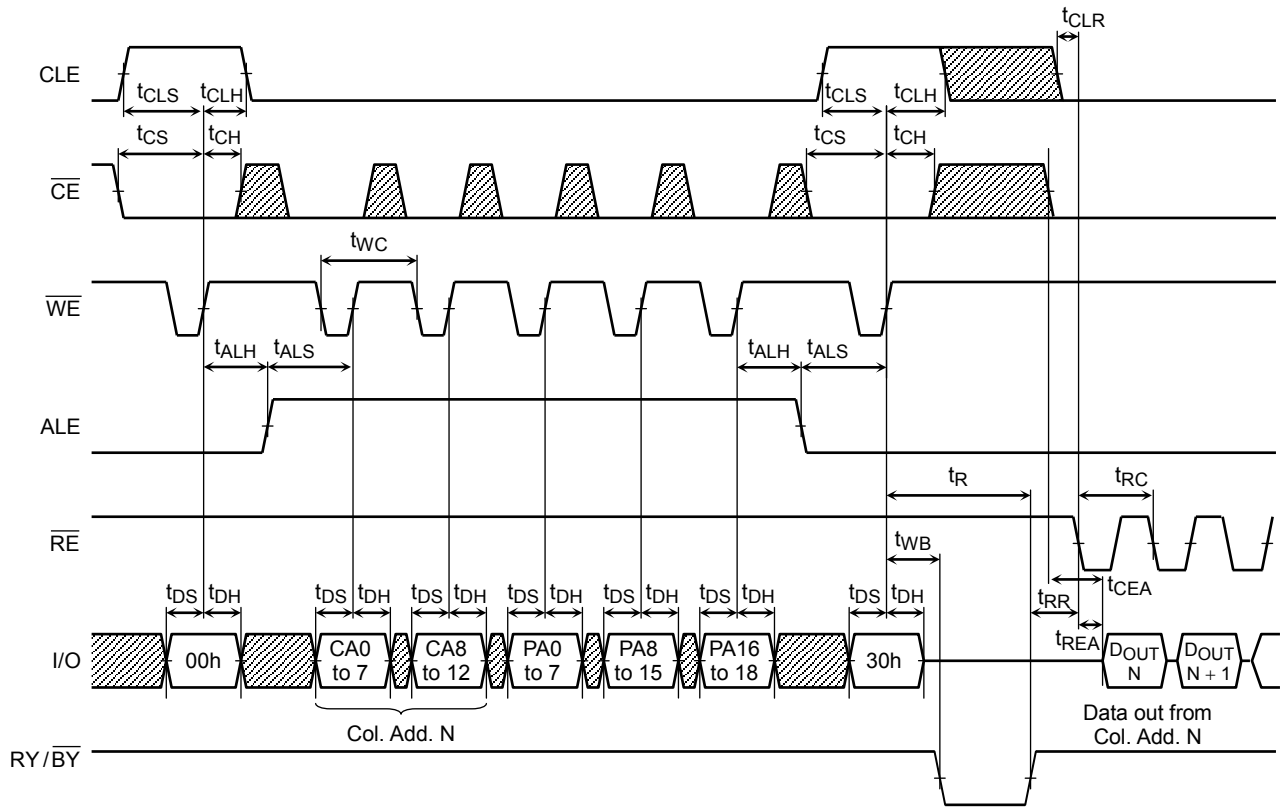 tCLR
CLE
tCLS tCLH tCLS tCLH
tCS tCH tCS tCH
CE
tWC
WE
tALH tALS tALH tALS
ALE
tR tRC
RE
tWB
tCEA
tDS tDH tDS tDH tDS tDH tDS tDH tDS tDH tDS tDH tDS tDH tRR
tREA
I/O 00h CA0 to 7 CA8 to 12 PA0 to 7 PA8 to 15 PA16 to 18 30h DOUT N DOUT N + 1
Col. Add. N
Data out from
Col. Add. N
RY/BY